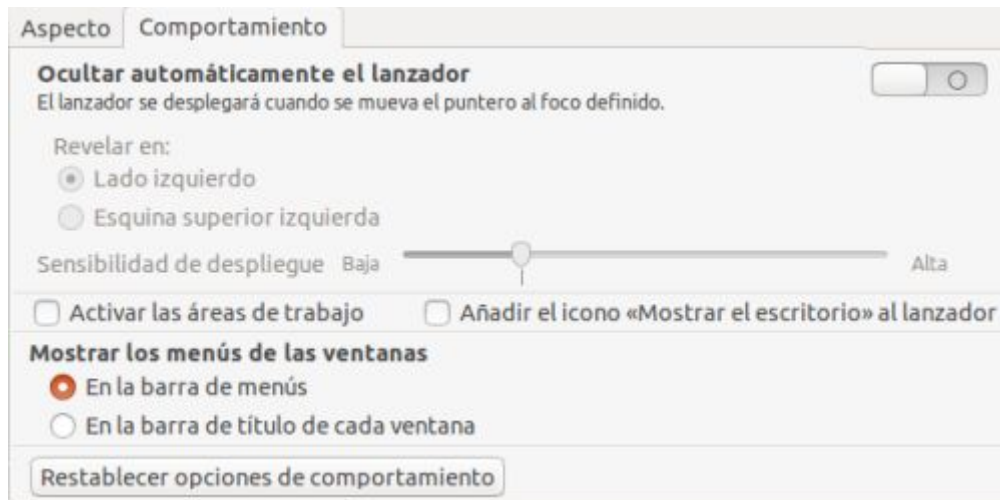 Aspecto Comportamiento
Ocultar automáticamente el lanzador
El lanzador se desplegará cuando se mueva el puntero al foco definido.
Revelar en:
Lado izquierdo
Esquina superior izquierda
Sensibilidad de despliegue Baja Alta
Activar las áreas de trabajo Añadir el icono «Mostrar el escritorio» al lanzador
Mostrar los menús de las ventanas
En la barra de menús
En la barra de título de cada ventana
Restablecer opciones de comportamiento